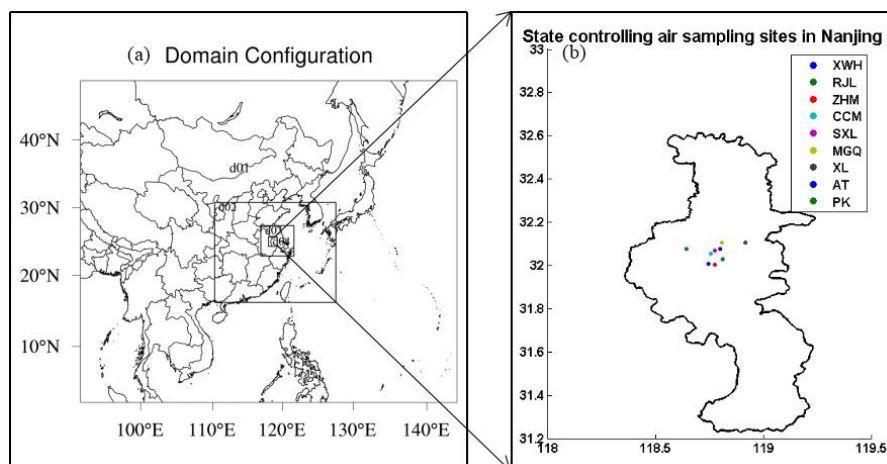 (a) Domain Configuration
40°N
30°N
20°N
10°N
100°E 110°E 120°E 130°E 140°E
d01
d02
State controlling air sampling sites in Nanjing
(b)
XWH
RJL
ZHM
CCM
SXL
MGQ
XL
AT
PK
33
32.8
32.6
32.4
32.2
32
31.8
31.6
31.4
31.2
118 118.5 119 119.5